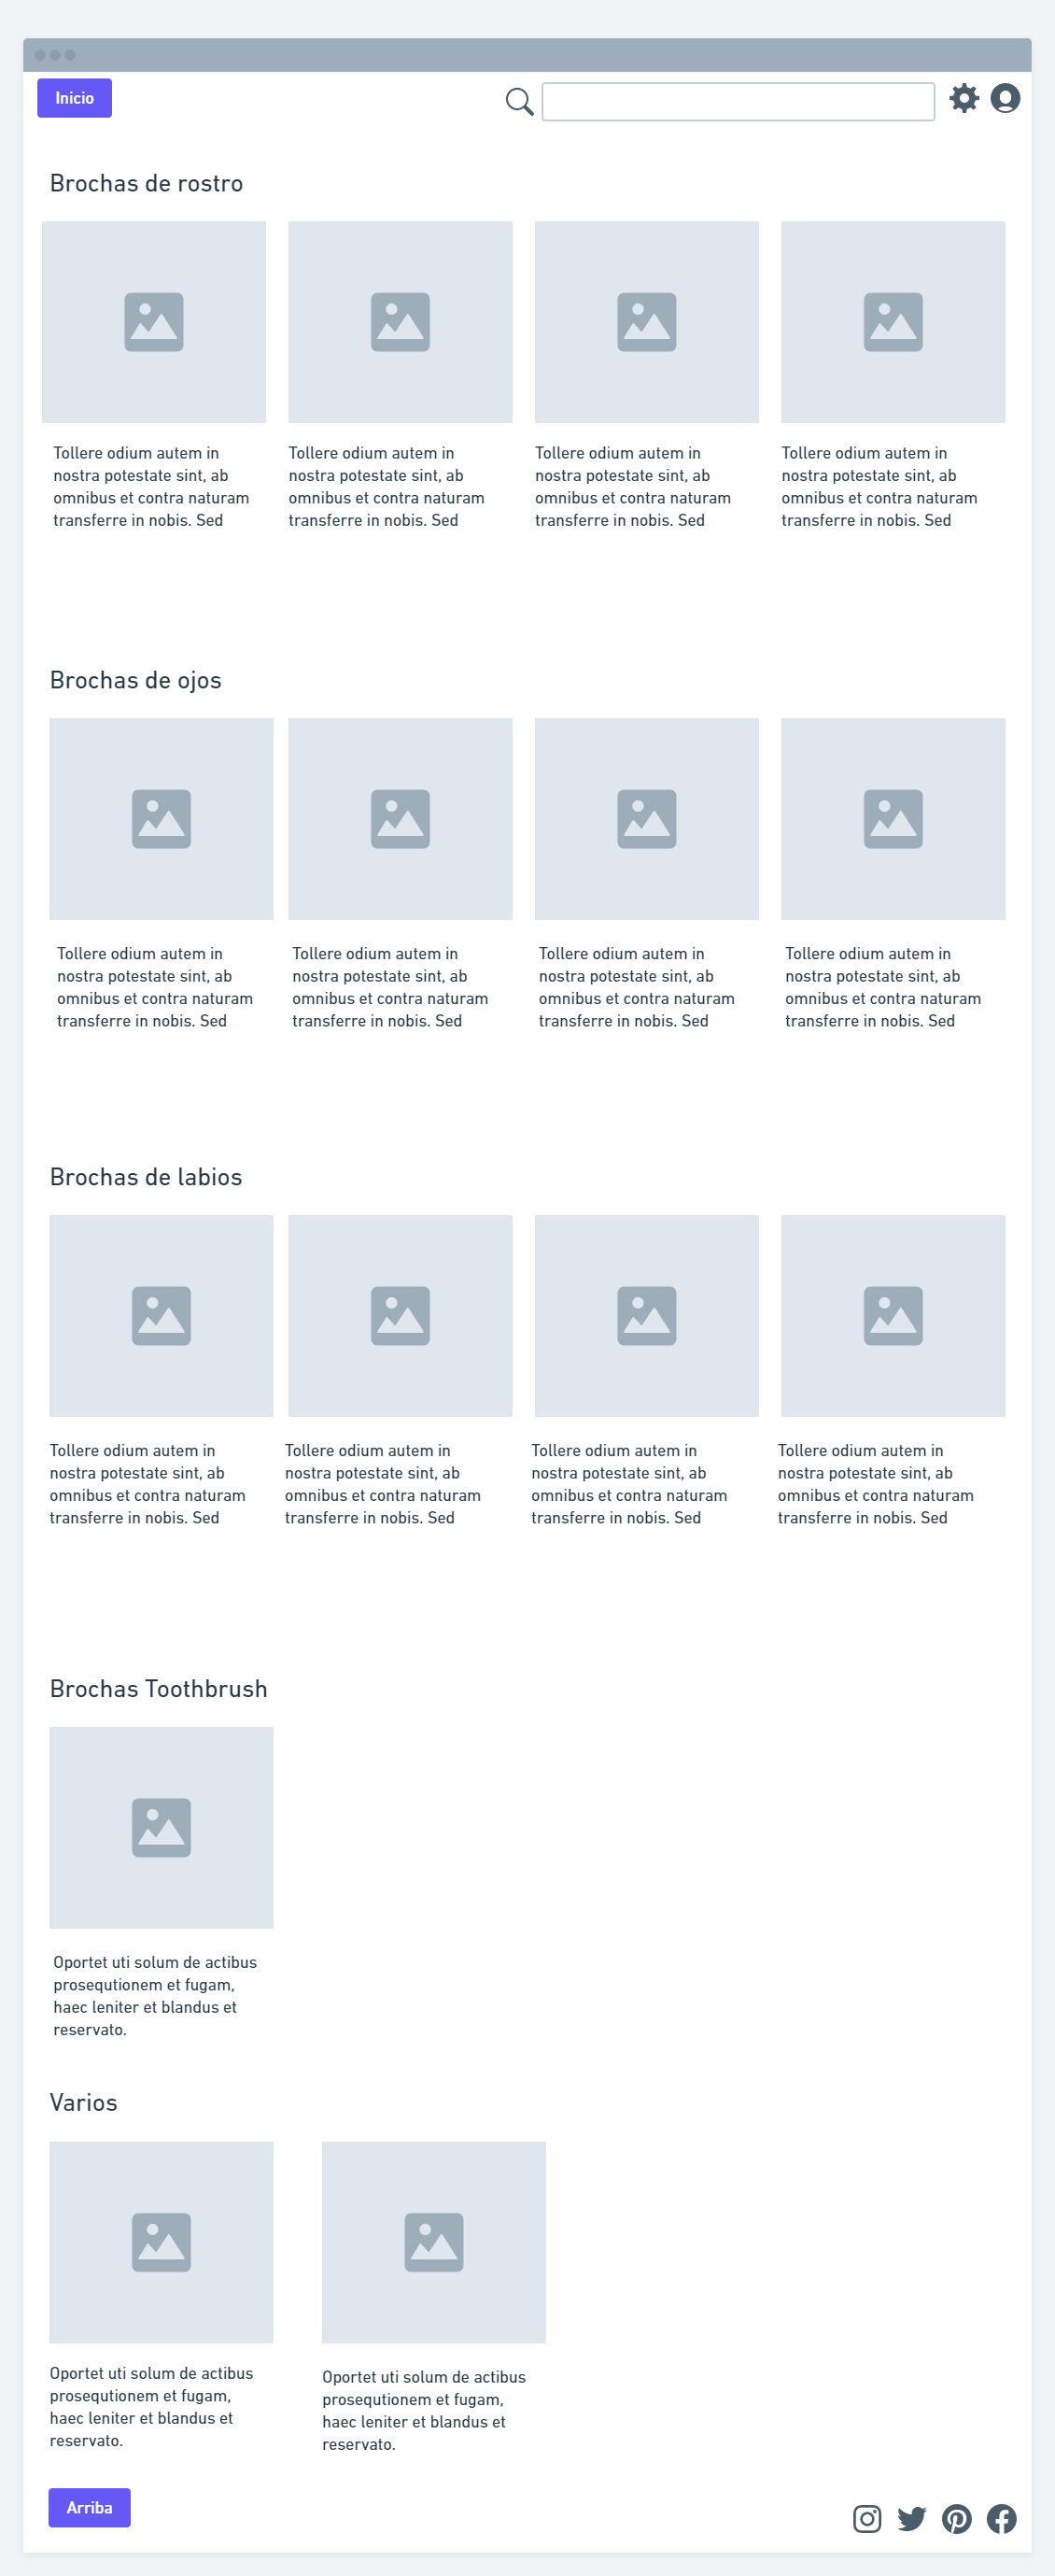 Inicio
Brochas de rostro
Tollere odium autem in
nostra potestate sint, ab
omnibus et contra naturam
transferre in nobis. Sed
Tollere odium autem in
nostra potestate sint, ab
omnibus et contra naturam
transferre in nobis. Sed
Tollere odium autem in
nostra potestate sint, ab
omnibus et contra naturam
transferre in nobis. Sed
Tollere odium autem in
nostra potestate sint, ab
omnibus et contra naturam
transferre in nobis. Sed
Brochas de ojos
Tollere odium autem in
nostra potestate sint, ab
omnibus et contra naturam
transferre in nobis. Sed
Tollere odium autem in
nostra potestate sint, ab
omnibus et contra naturam
transferre in nobis. Sed
Tollere odium autem in
nostra potestate sint, ab
omnibus et contra naturam
transferre in nobis. Sed
Tollere odium autem in
nostra potestate sint, ab
omnibus et contra naturam
transferre in nobis. Sed
Brochas de labios
Tollere odium autem in
nostra potestate sint, ab
omnibus et contra naturam
transferre in nobis. Sed
Tollere odium autem in
nostra potestate sint, ab
omnibus et contra naturam
transferre in nobis. Sed
Tollere odium autem in
nostra potestate sint, ab
omnibus et contra naturam
transferre in nobis. Sed
Tollere odium autem in
nostra potestate sint, ab
omnibus et contra naturam
transferre in nobis. Sed
Brochas Toothbrush
Oportet uti solum de actibus
prosequtionem et fugam,
haec leniter et blandus et
reservato.
Varios
Oportet uti solum de actibus
prosequtionem et fugam,
haec leniter et blandus et
reservato.
Oportet uti solum de actibus
prosequtionem et fugam,
haec leniter et blandus et
reservato.
Arriba